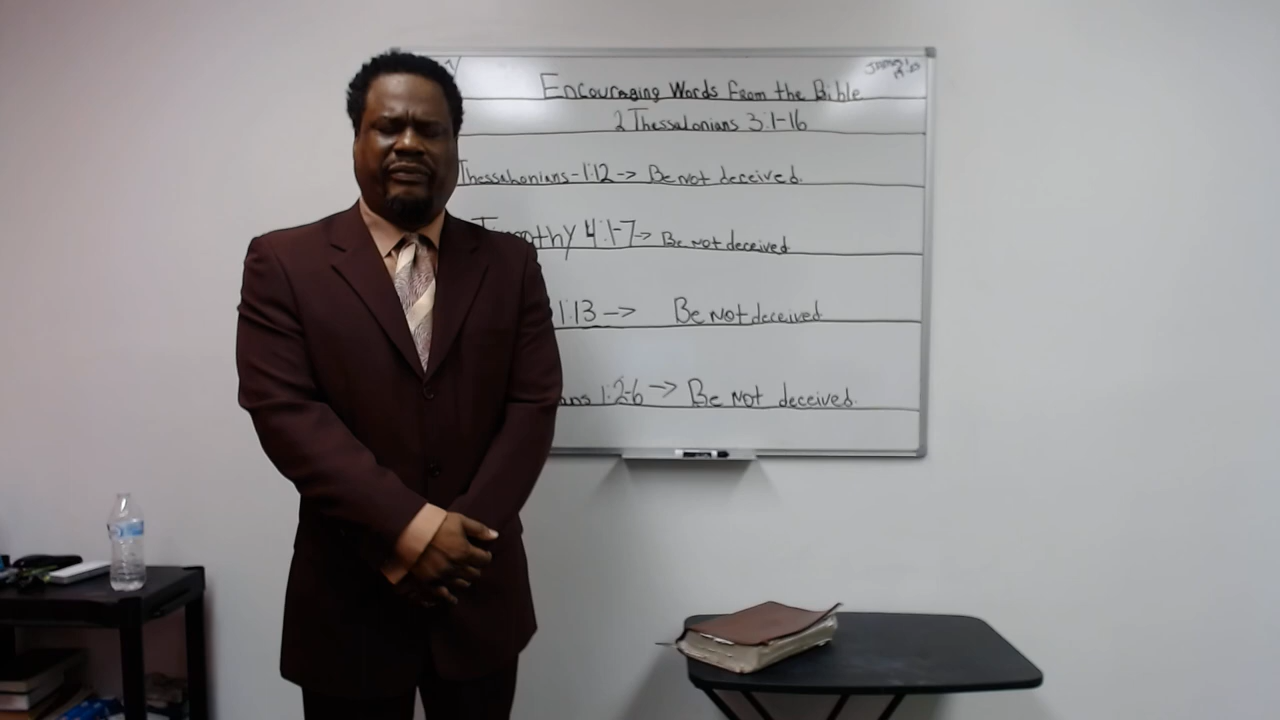 Encouraging Words From the Bible
2 Thessalonians 3:1-16
Thessalonians-1:12-> Be not deceived.
Timothy 4:1-7-> Be not deceived
1:13 -> Be Not deceived
ans 1:2-6 -> Be Not deceived.